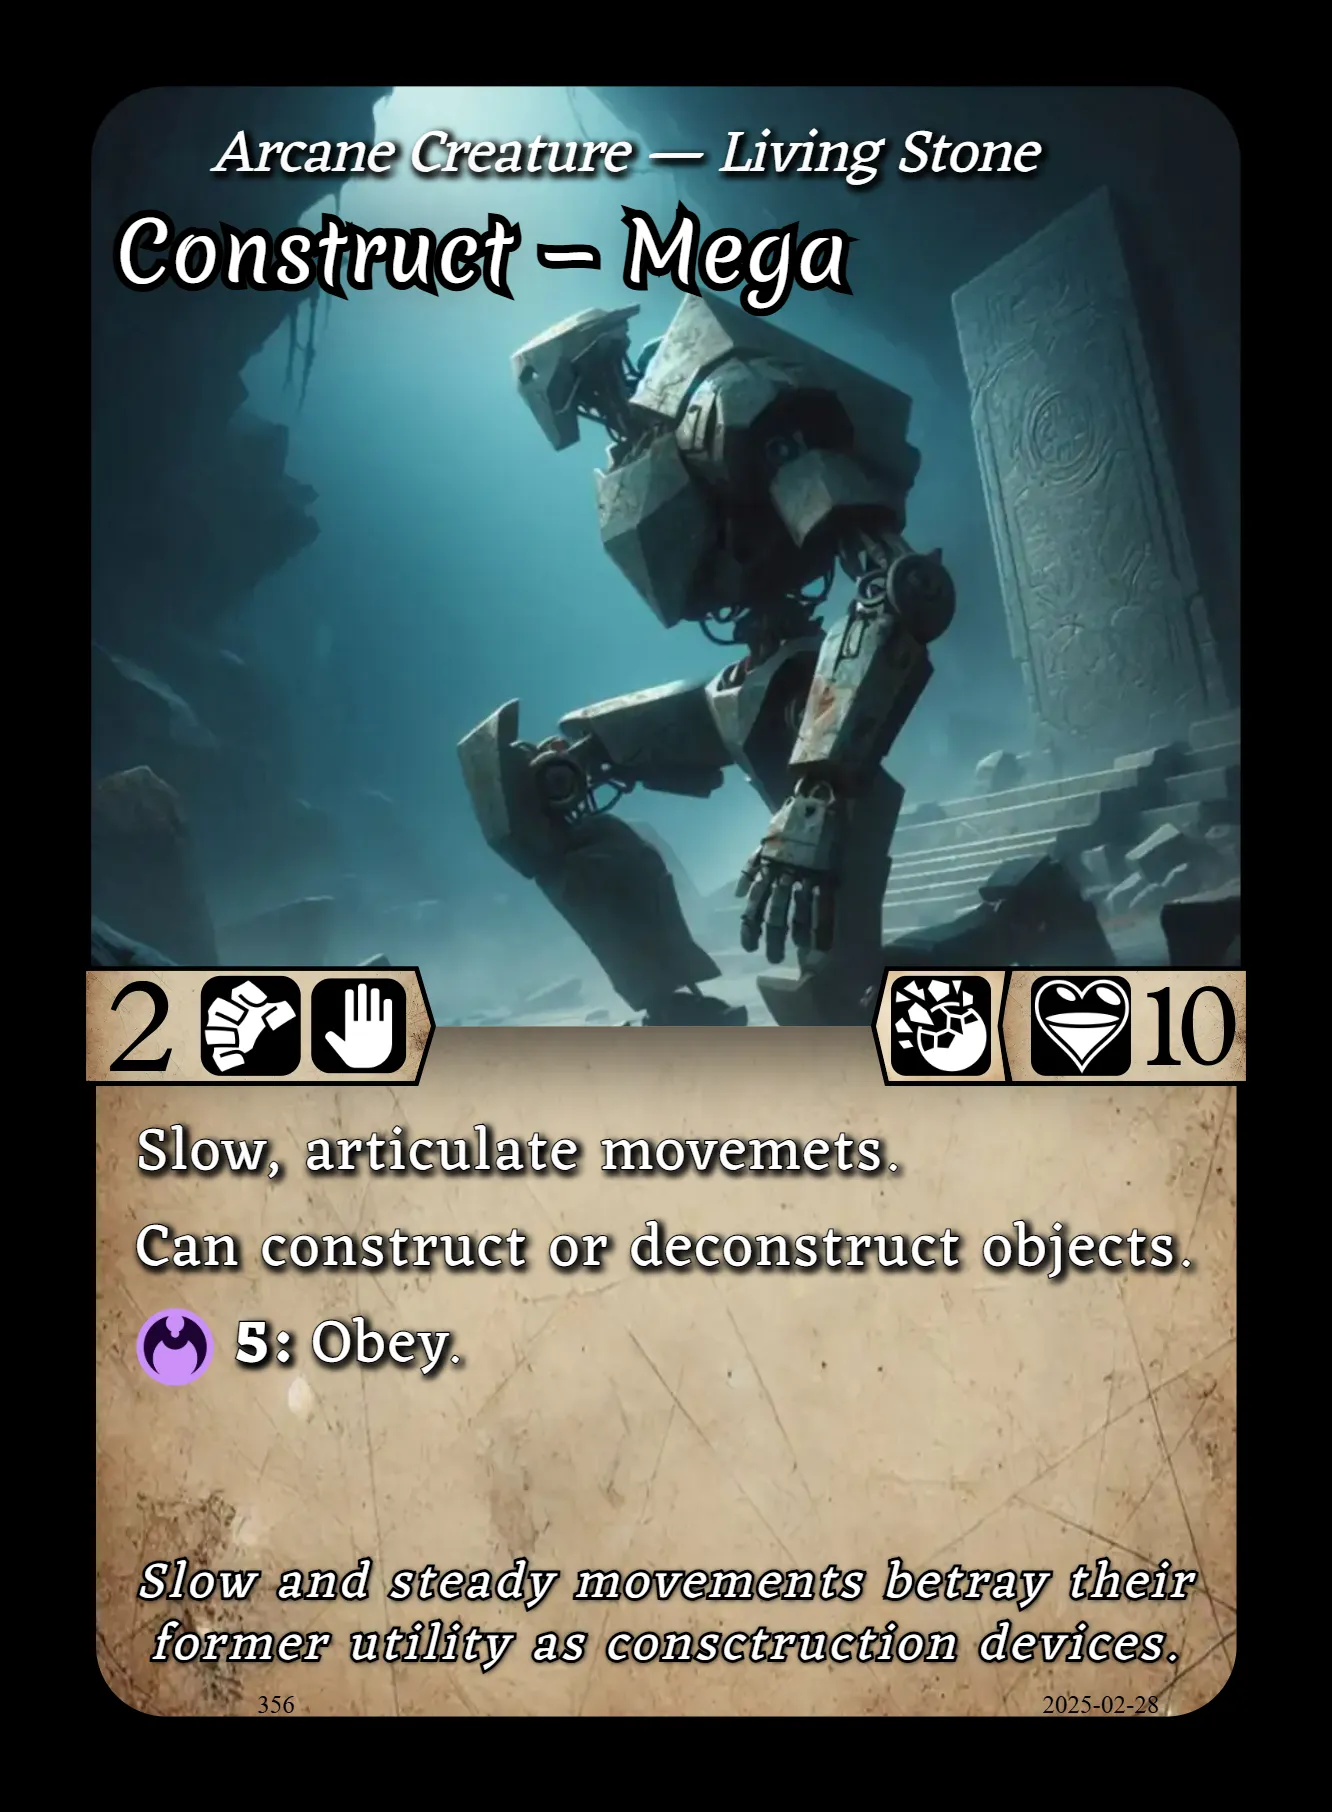 Arcane Creature — Living Stone
Construct – Mega
2
10
Slow, articulate movemets.
Can construct or deconstruct objects.
5: Obey.
Slow and steady movements betray their
former utility as consctruction devices.
356
2025-02-28